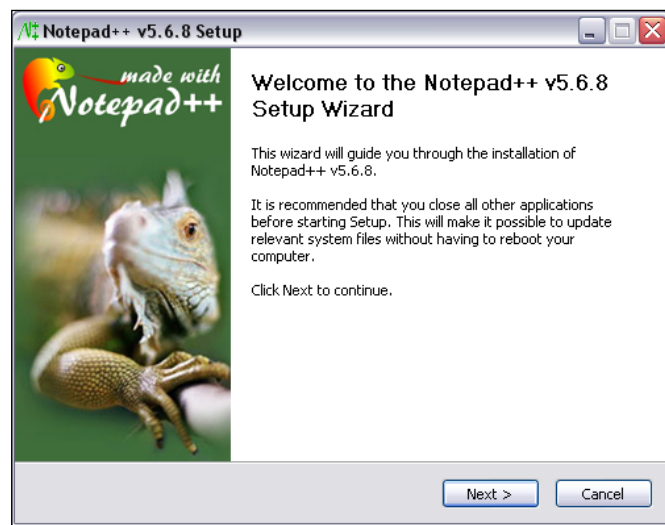 Notepad++ v5.6.8 Setup
made with
Notepad++
Welcome to the Notepad++ v5.6.8
Setup Wizard
This wizard will guide you through the installation of
Notepad++ v5.6.8.
It is recommended that you close all other applications
before starting Setup. This will make it possible to update
relevant system files without having to reboot your
computer.
Click Next to continue.
Next >
Cancel